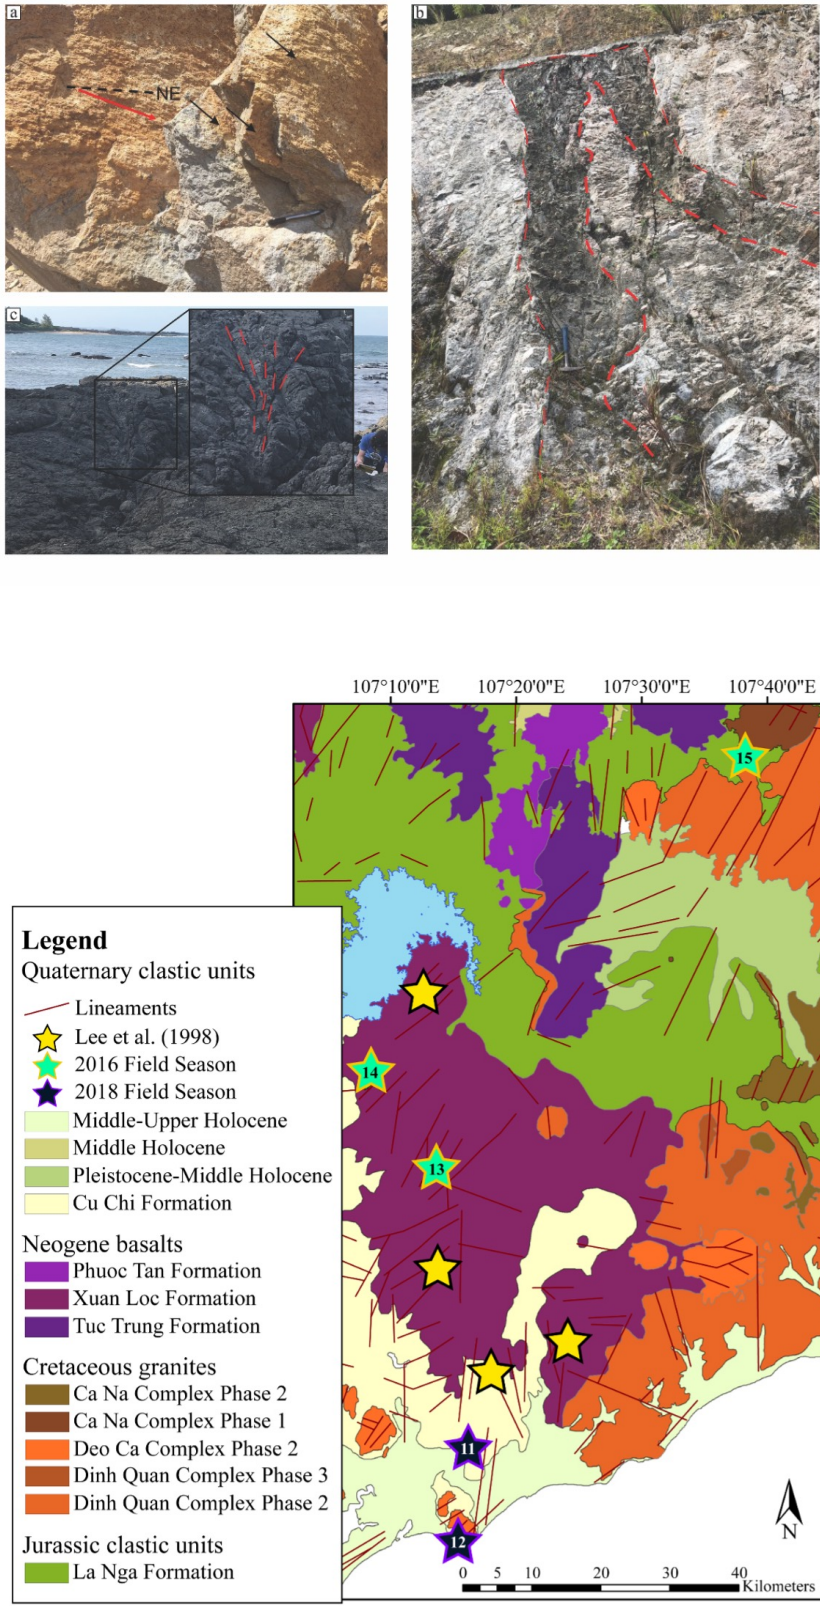 a
NE
b
c
107°10'0"E 107°20'0"E 107°30'0"E 107°40'0"E
15
14
13
11
12
Legend
Quaternary clastic units
Lineaments
Lee et al. (1998)
2016 Field Season
2018 Field Season
Middle-Upper Holocene
Middle Holocene
Pleistocene-Middle Holocene
Cu Chi Formation
Neogene basalts
Phuoc Tan Formation
Xuan Loc Formation
Tuc Trung Formation
Cretaceous granites
Ca Na Complex Phase 2
Ca Na Complex Phase 1
Deo Ca Complex Phase 2
Dinh Quan Complex Phase 3
Dinh Quan Complex Phase 2
Jurassic clastic units
La Nga Formation
N
0 5 10 20 30 40
Kilometers